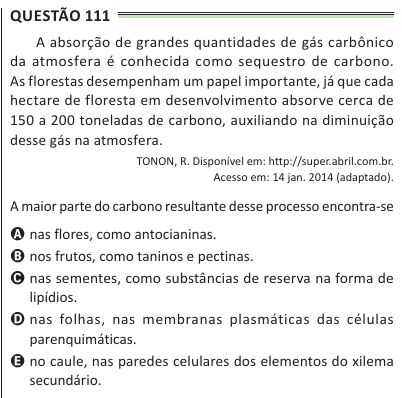 QUESTÃO 111
A absorção de grandes quantidades de gás carbônico
da atmosfera é conhecida como sequestro de carbono.
As florestas desempenham um papel importante, já que cada
hectare de floresta em desenvolvimento absorve cerca de
150 a 200 toneladas de carbono, auxiliando na diminuição
desse gás na atmosfera.
TONON, R. Disponível em: http://super.abril.com.br.
Acesso em: 14 jan. 2014 (adaptado).
A maior parte do carbono resultante desse processo encontra-se
A nas flores, como antocianinas.
B nos frutos, como taninos e pectinas.
C nas sementes, como substâncias de reserva na forma de
lipídios.
D nas folhas, nas membranas plasmáticas das células
parenquimáticas.
E no caule, nas paredes celulares dos elementos do xilema
secundário.